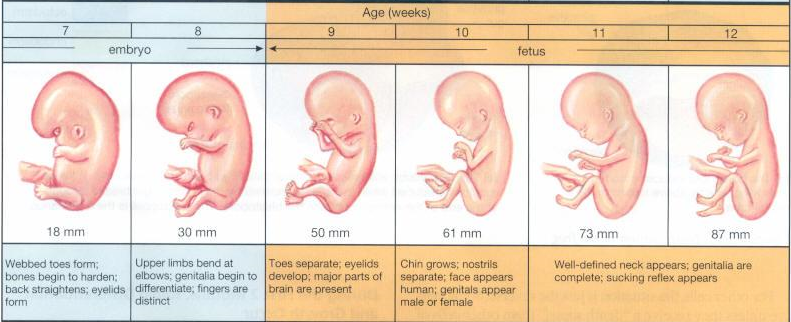 Age (weeks)
7 8 9 10 11 12
embryo fetus
18 mm 30 mm 50 mm 61 mm 73 mm 87 mm
Webbed toes form;
bones begin to harden;
back straightens; eyelids
form
Upper limbs bend at
elbows; genitalia begin to
differentiate; fingers are
distinct
Toes separate; eyelids
develop; major parts of
brain are present
Chin grows; nostrils
separate; face appears
human; genitals appear
male or female
Well-defined neck appears; genitalia are
complete; sucking reflex appears